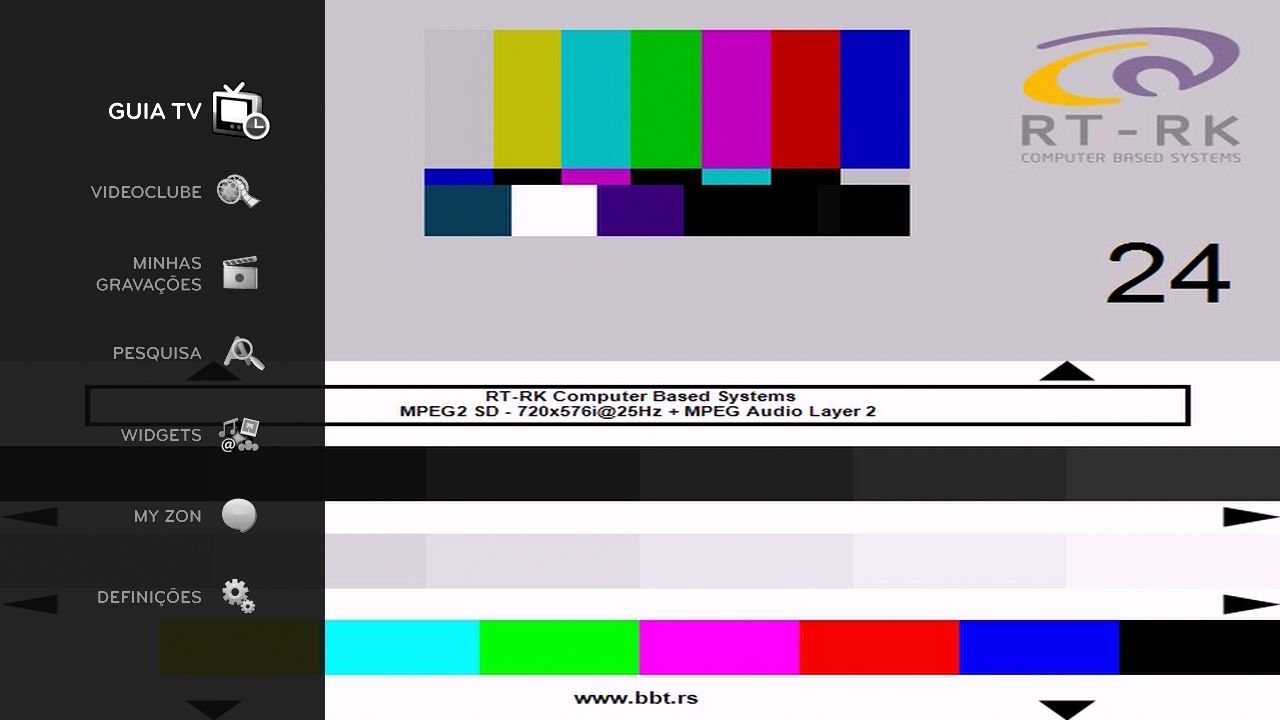 GUIA TV
VIDEOCLUBE
MINHAS
GRAVAÇÕES
PESQUISA
WIDGETS
@
MY ZON
DEFINIÇÕES
RT-RK
COMPUTER BASED SYSTEMS
24
RT-RK Computer Based Systems
MPEG2 SD - 720x576i@25Hz + MPEG Audio Layer 2
www.bbt.rs